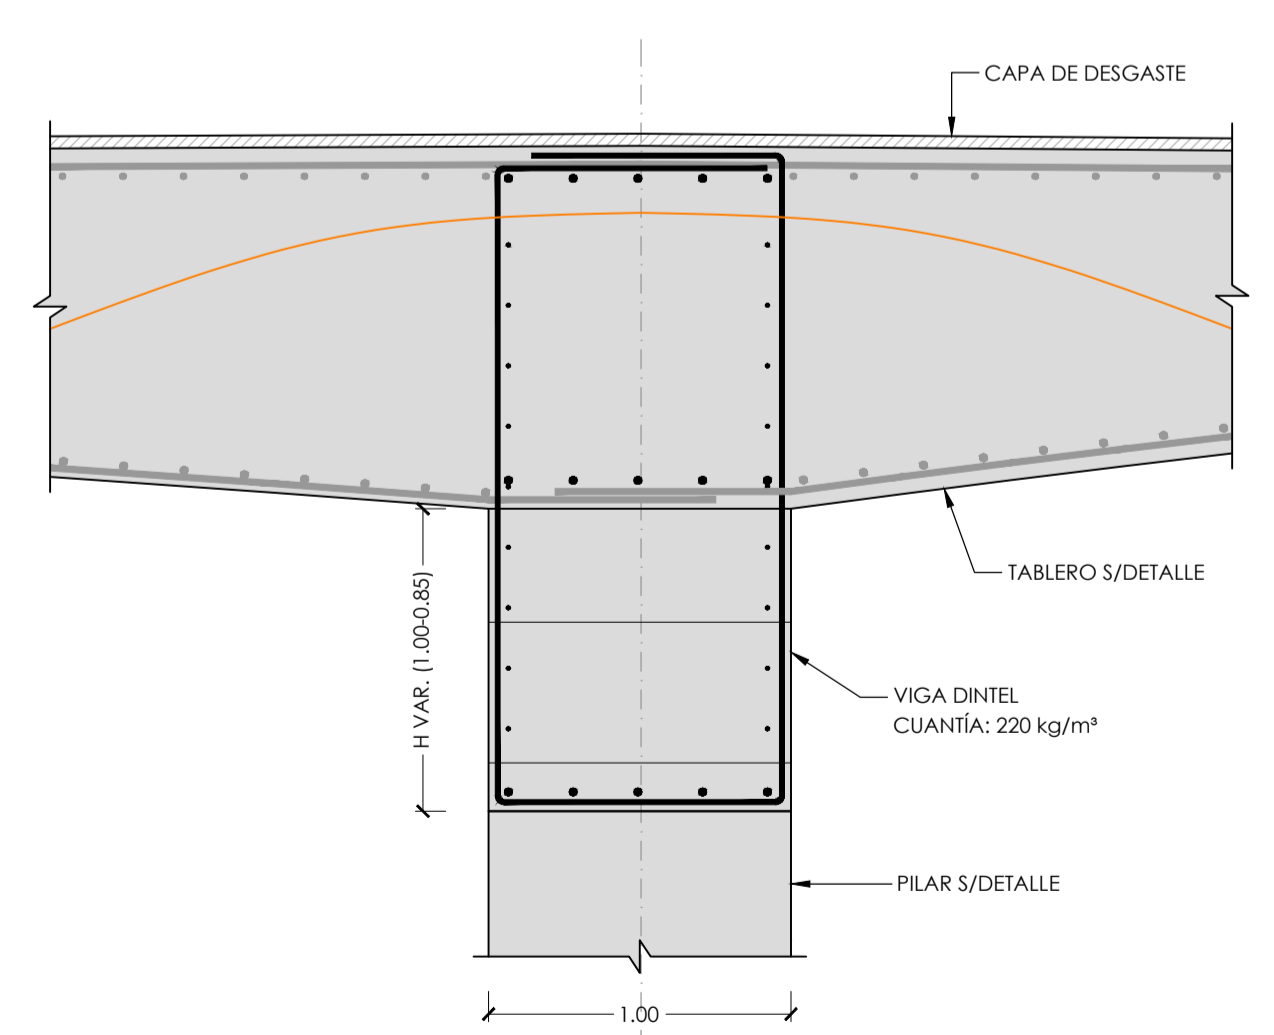 CAPA DE DESGASTE
TABLERO S/DETALLE
H VAR. (1.00-0.85)
VIGA DINTEL
CUANTÍA: 220 kg/m³
PILAR S/DETALLE
1.00